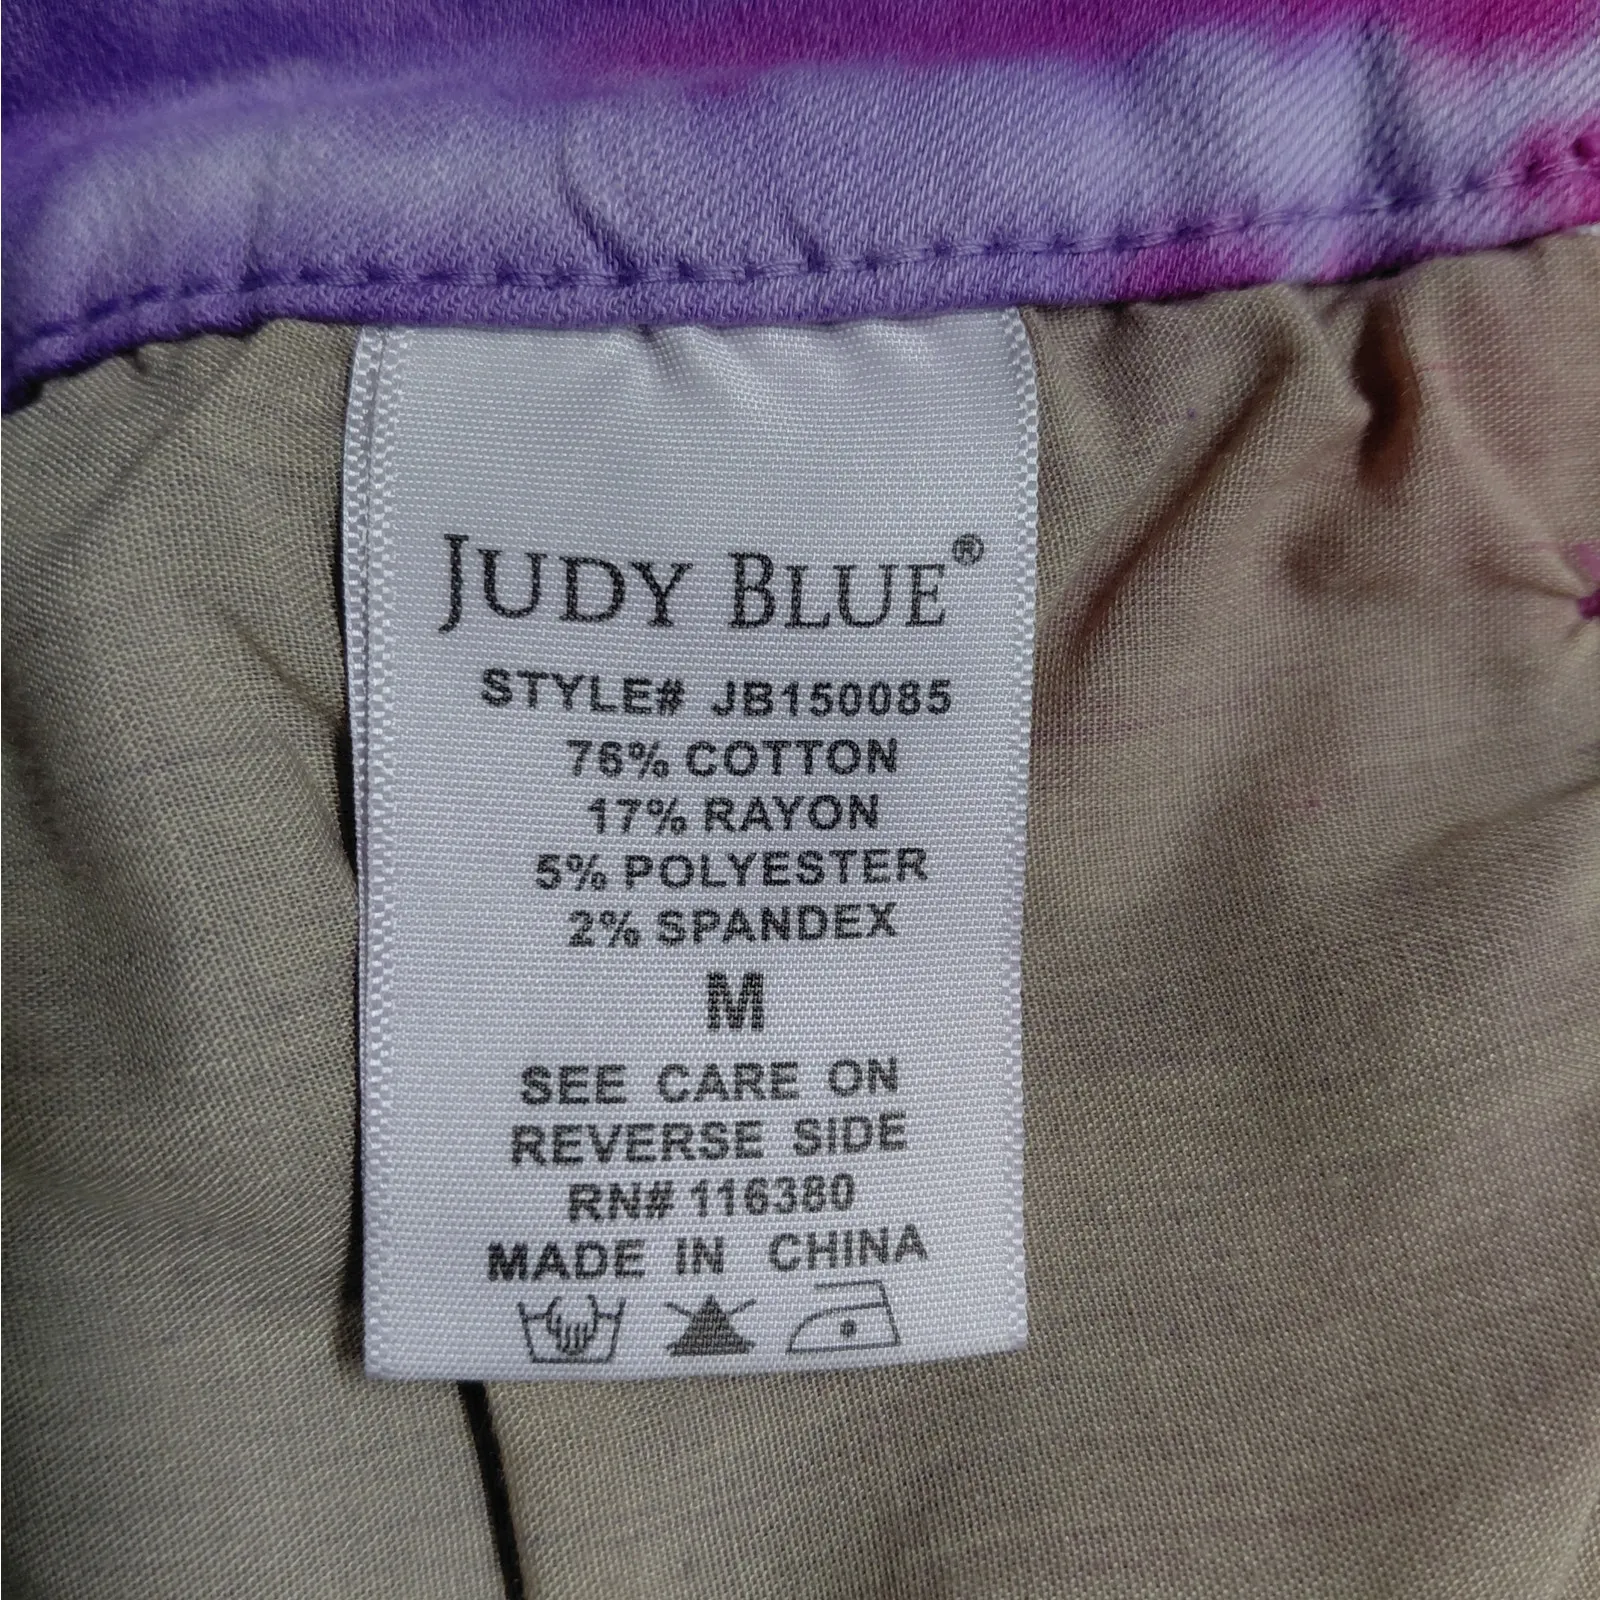 JUDY BLUE®
STYLE# JB150085
76% COTTON
17% RAYON
5% POLYESTER
2% SPANDEX
M
SEE CARE ON
REVERSE SIDE
RN# 116380
MADE IN CHINA